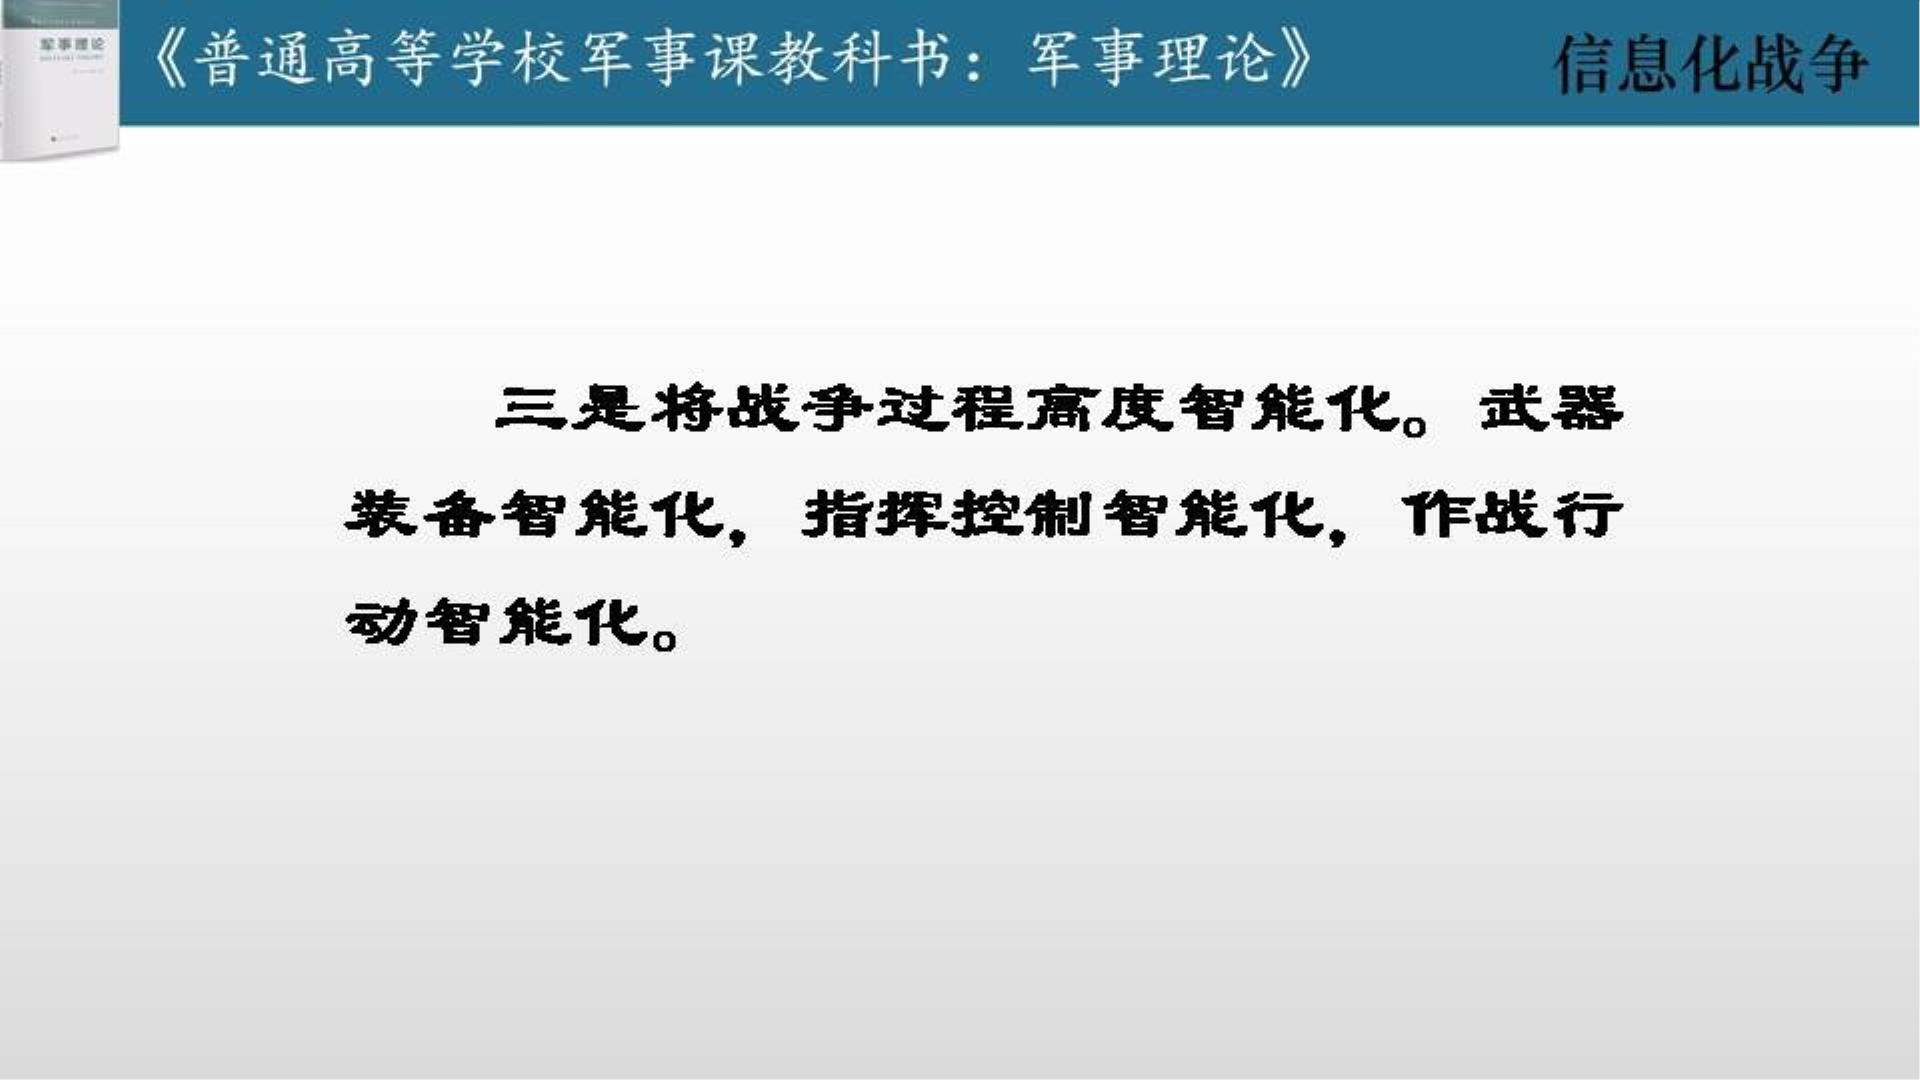 军事理论
《普通高等学校军事课教科书：军事理论》
信息化战争
三是将战争过程高度智能化。武器
装备智能化，指挥控制智能化，作战行
动智能化。